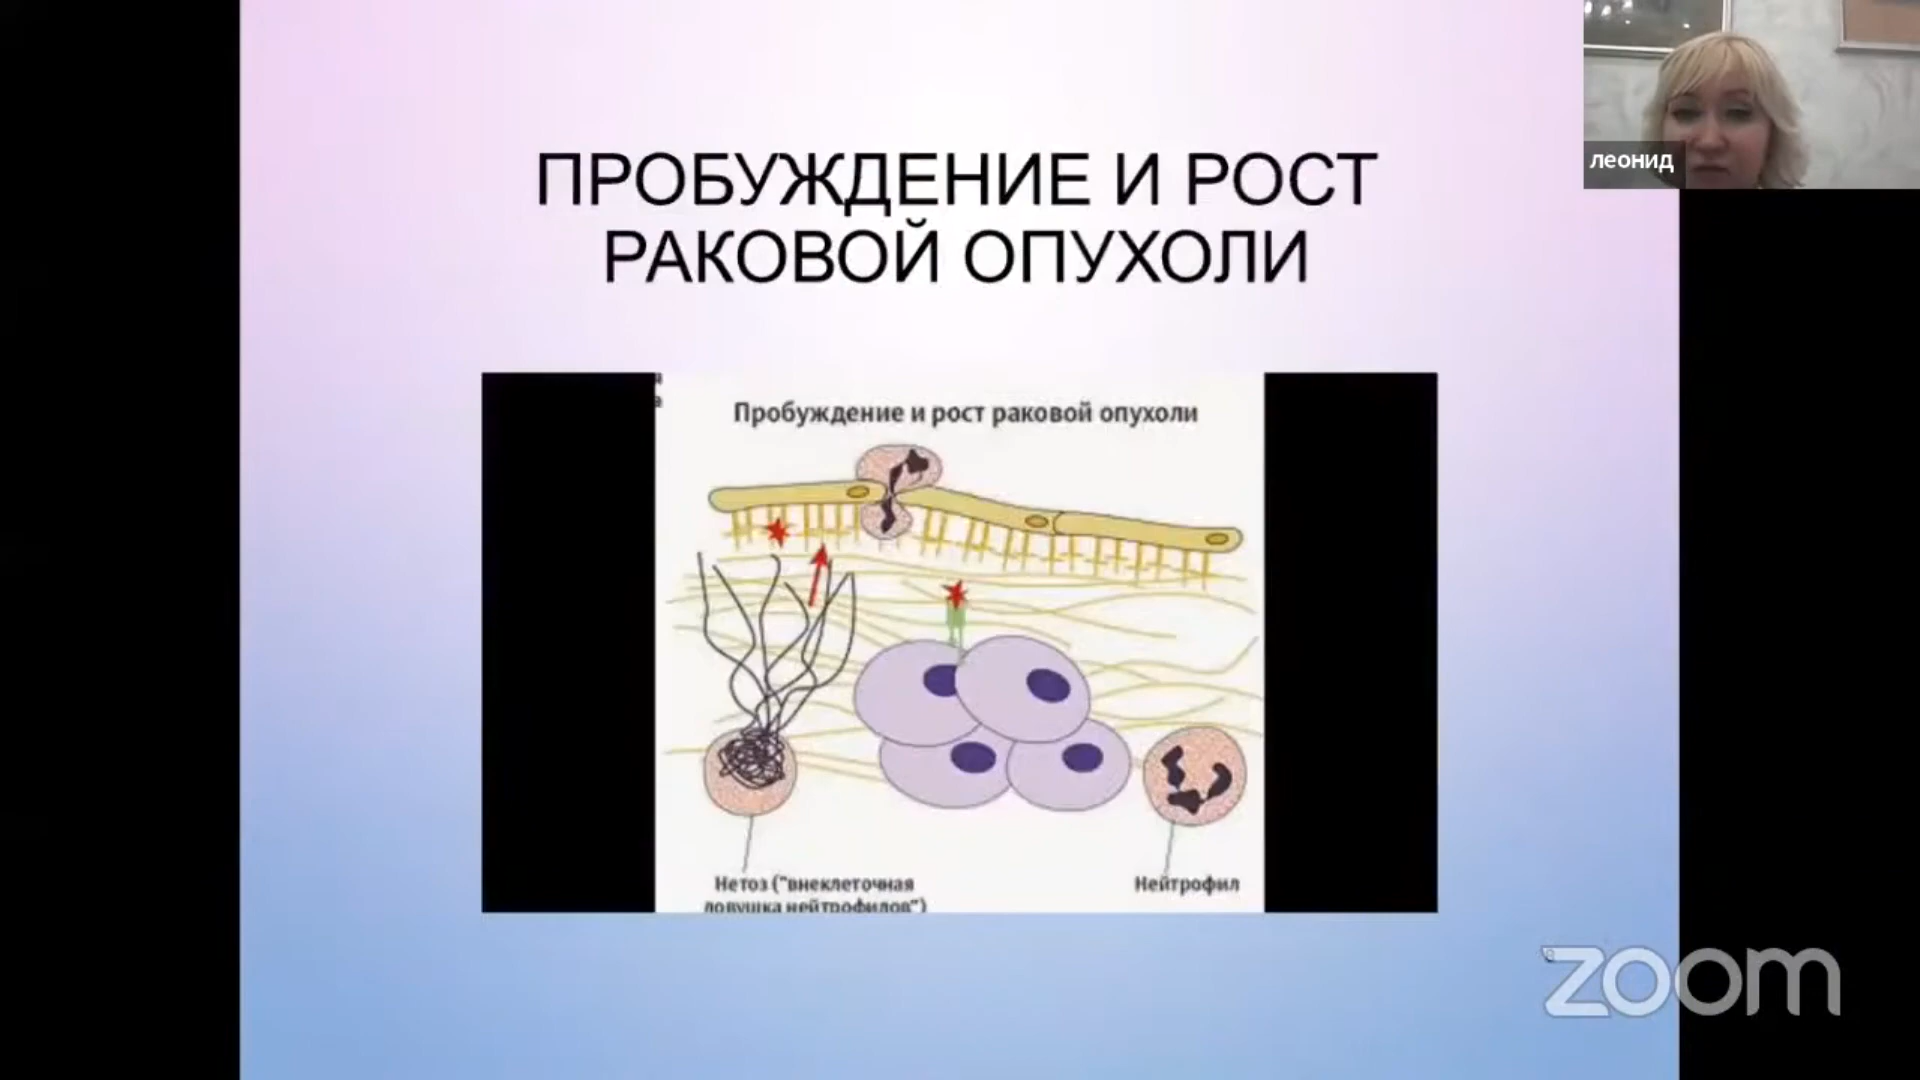 леонид
ПРОБУЖДЕНИЕ И РОСТ
РАКОВОЙ ОПУХОЛИ
Пробуждение и рост раковой опухоли
Нетоз ("внеклеточная
ловушка нейтрофилов")
Нейтрофил
zoom